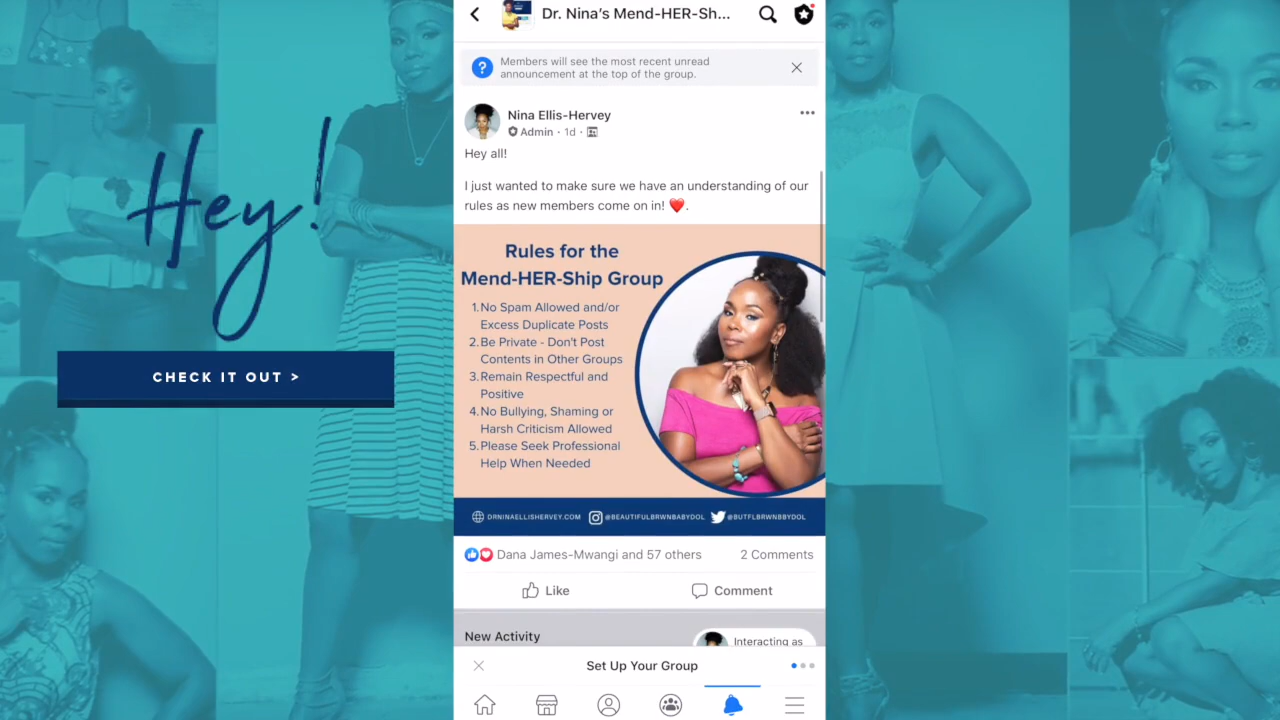 Hey!
CHECK IT OUT >
Dr. Nina's Mend-HER-Sh...
Members will see the most recent unread
announcement at the top of the group.
Nina Ellis-Hervey
Admin · 1d ·
Hey all!
I just wanted to make sure we have an understanding of our
rules as new members come on in! ❤️.
Rules for the
Mend-HER-Ship Group
1. No Spam Allowed and/or
Excess Duplicate Posts
2. Be Private - Don't Post
Contents in Other Groups
3. Remain Respectful and
Positive
4. No Bullying, Shaming or
Harsh Criticism Allowed
5. Please Seek Professional
Help When Needed
DRNINAELLISHERVEY.COM @BEAUTIFULBRWNBABYDOL @BUTFLBRWNBBYDOL
Dana James-Mwangi and 57 others 2 Comments
Like Comment
New Activity
Interacting as
Set Up Your Group